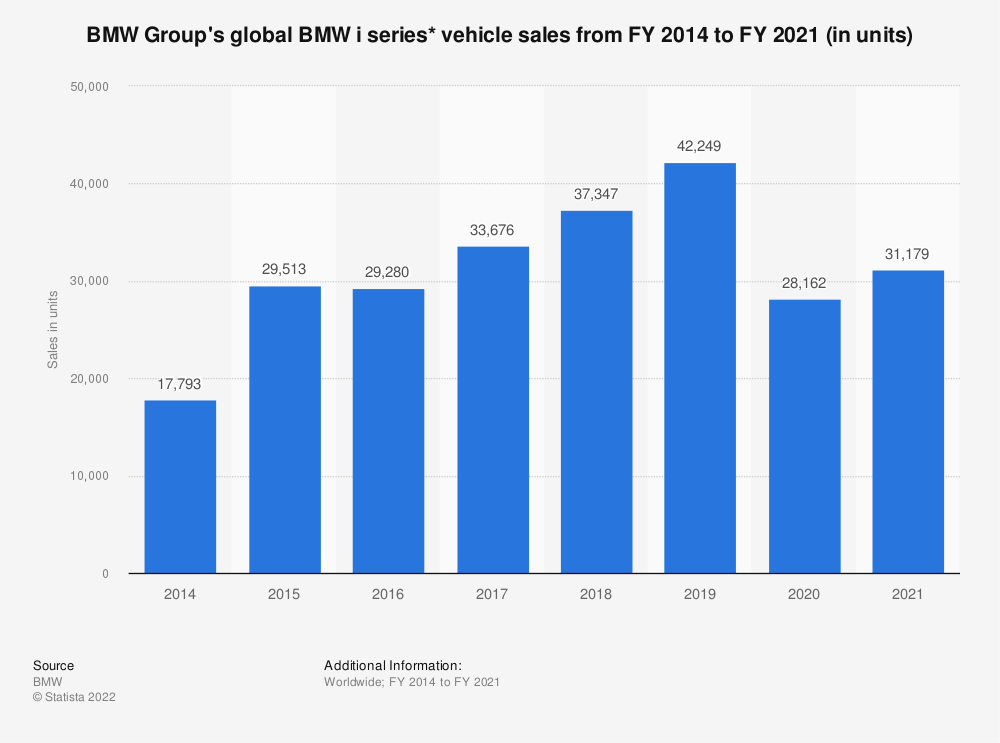 BMW Group's global BMW i series* vehicle sales from FY 2014 to FY 2021 (in units)
50,000
40,000
30,000
20,000
10,000
0
Sales in units
17,793
29,513
29,280
33,676
37,347
42,249
28,162
31,179
2014 2015 2016 2017 2018 2019 2020 2021
Source
BMW
© Statista 2022
Additional Information:
Worldwide; FY 2014 to FY 2021